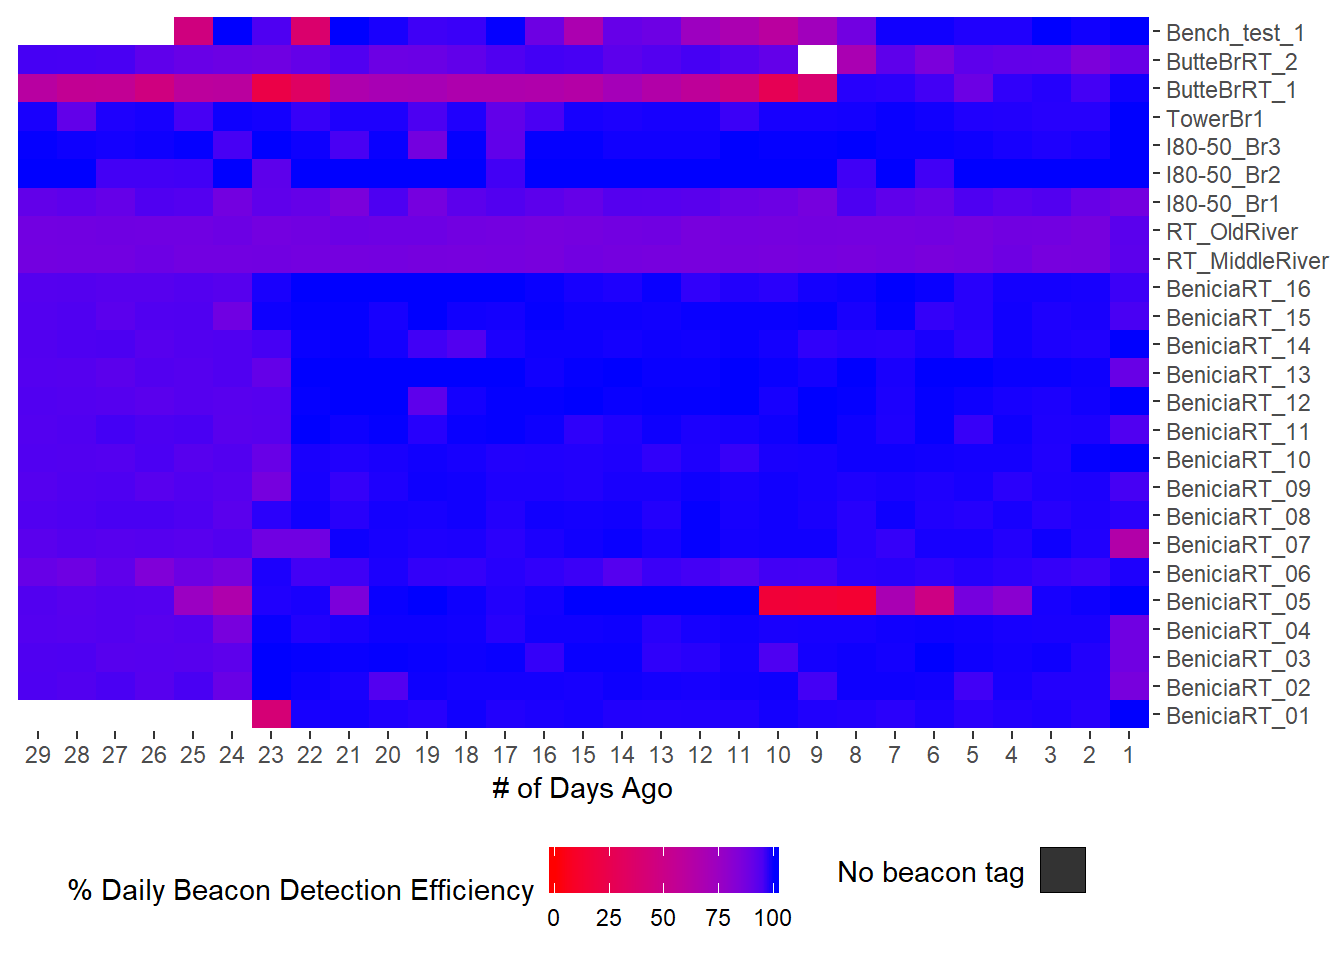 Bench_test_1
ButteBrRT_2
ButteBrRT_1
TowerBr1
I80-50_Br3
I80-50_Br2
I80-50_Br1
RT_OldRiver
RT_MiddleRiver
BeniciaRT_16
BeniciaRT_15
BeniciaRT_14
BeniciaRT_13
BeniciaRT_12
BeniciaRT_11
BeniciaRT_10
BeniciaRT_09
BeniciaRT_08
BeniciaRT_07
BeniciaRT_06
BeniciaRT_05
BeniciaRT_04
BeniciaRT_03
BeniciaRT_02
BeniciaRT_01
29 28 27 26 25 24 23 22 21 20 19 18 17 16 15 14 13 12 11 10 9 8 7 6 5 4 3 2 1
# of Days Ago
% Daily Beacon Detection Efficiency
0 25 50 75 100
No beacon tag